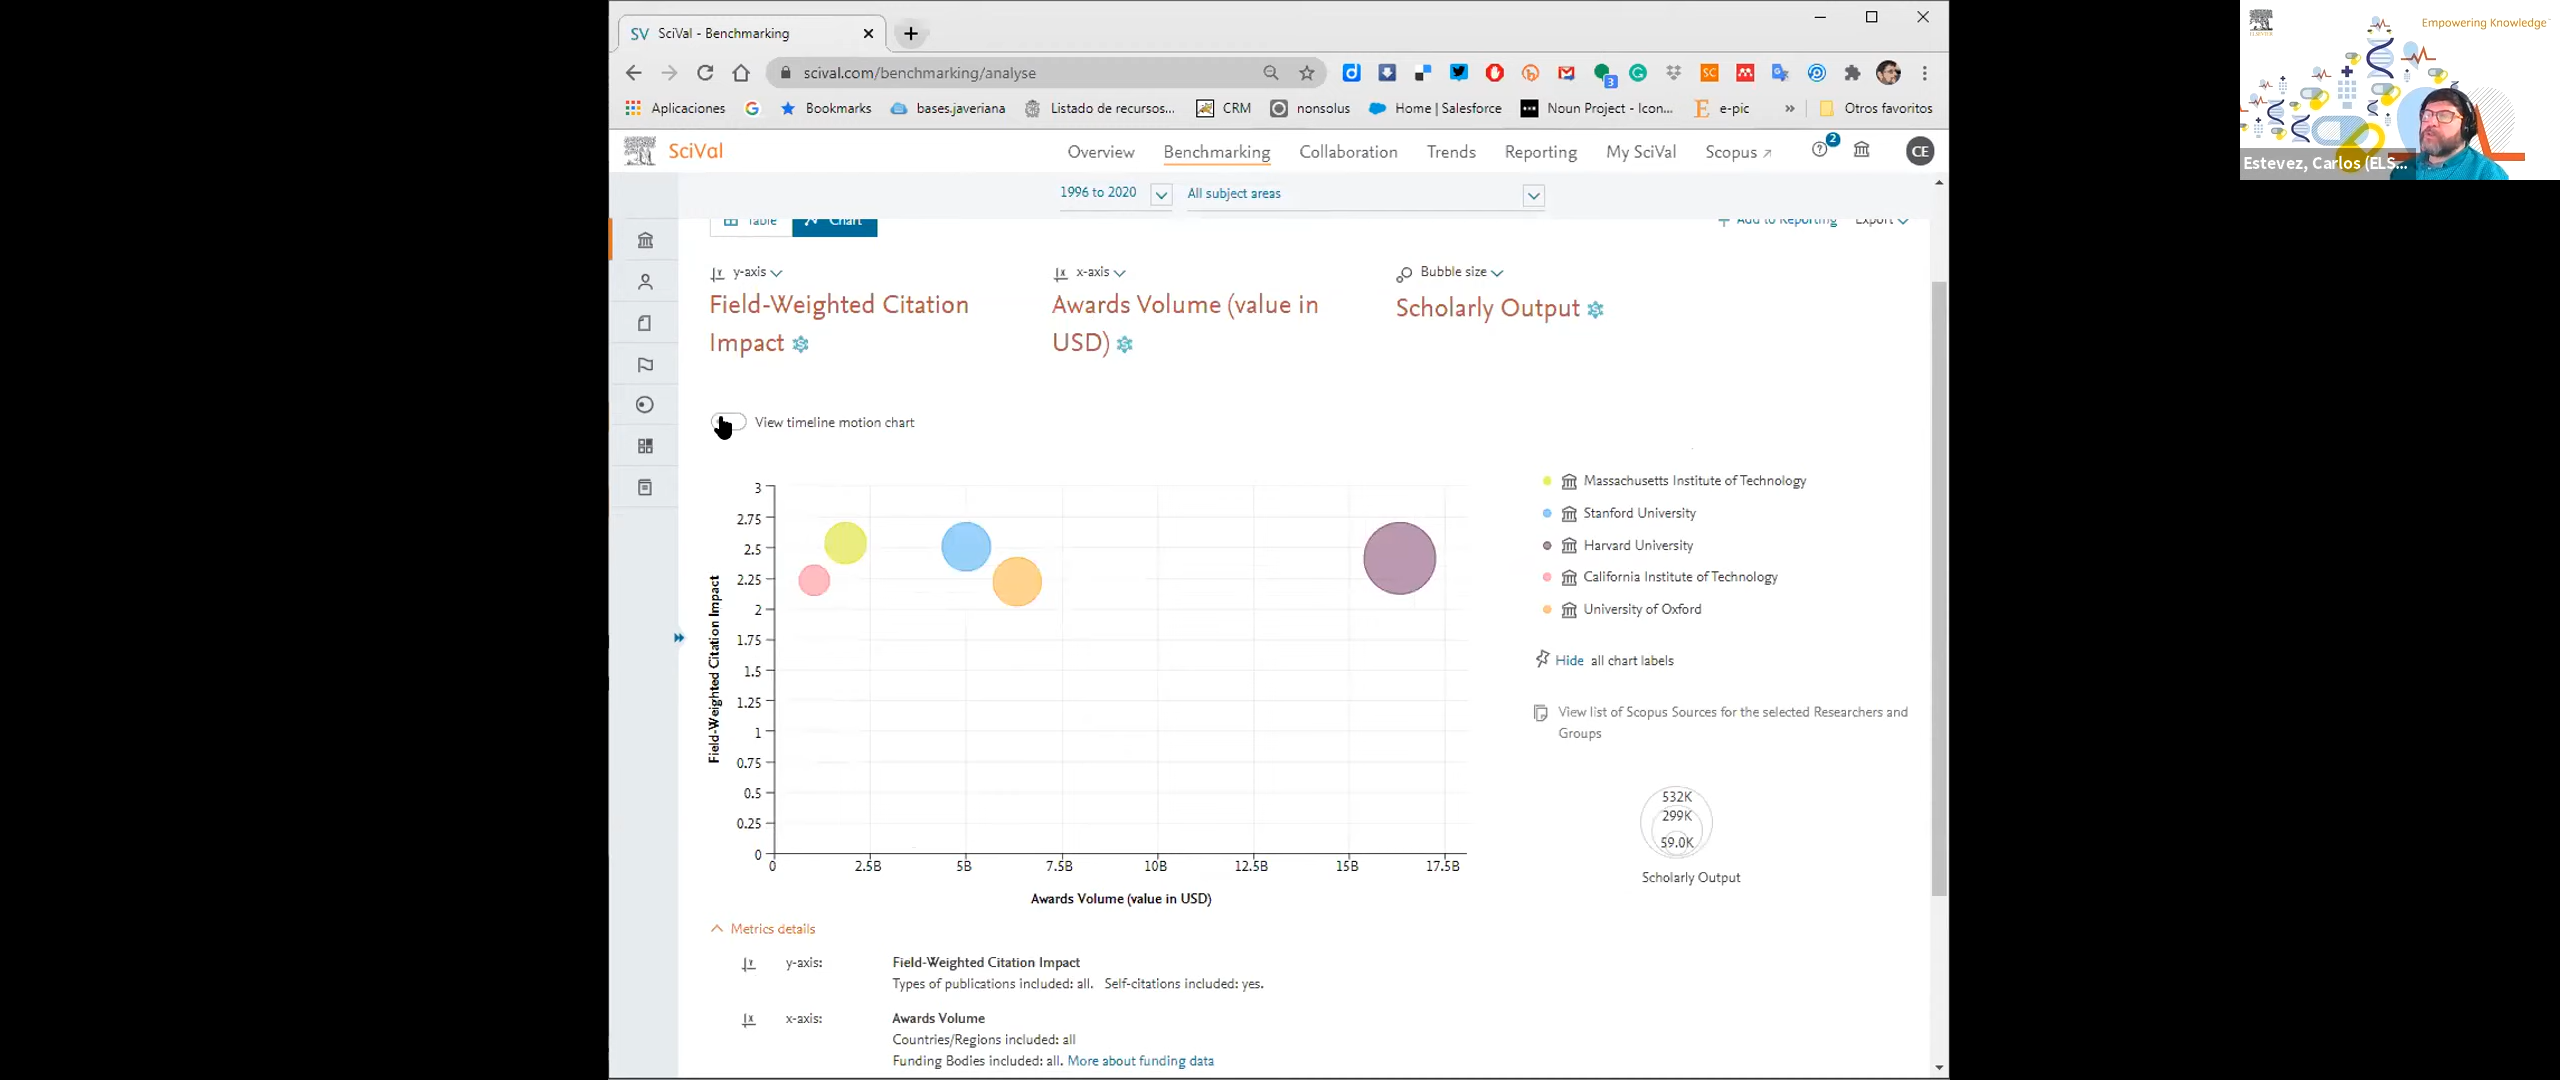 SV SciVal - Benchmarking
scival.com/benchmarking/analyse
3
Aplicaciones Bookmarks bases.javeriana Listado de recursos... CRM nonsolus Home | Salesforce Noun Project - Icon... e-pic » Otros favoritos
Empowering Knowledge
Estevez, Carlos (ELS...
SciVal
Overview Benchmarking Collaboration Trends Reporting My SciVal Scopus 2 CE
1996 to 2020 All subject areas
Table Chart + Add to Reporting Export
y-axis x-axis Bubble size
Field-Weighted Citation Impact
Awards Volume (value in USD)
Scholarly Output
View timeline motion chart
Field-Weighted Citation Impact
3
2.75
2.5
2.25
2
1.75
1.5
1.25
1
0.75
0.5
0.25
0
0 2.5B 5B 7.5B 10B 12.5B 15B 17.5B
Awards Volume (value in USD)
Massachusetts Institute of Technology
Stanford University
Harvard University
California Institute of Technology
University of Oxford
Hide all chart labels
View list of Scopus Sources for the selected Researchers and
Groups
532K
299K
59.0K
Scholarly Output
Metrics details
y-axis: Field-Weighted Citation Impact
Types of publications included: all. Self-citations included: yes.
x-axis: Awards Volume
Countries/Regions included: all
Funding Bodies included: all. More about funding data